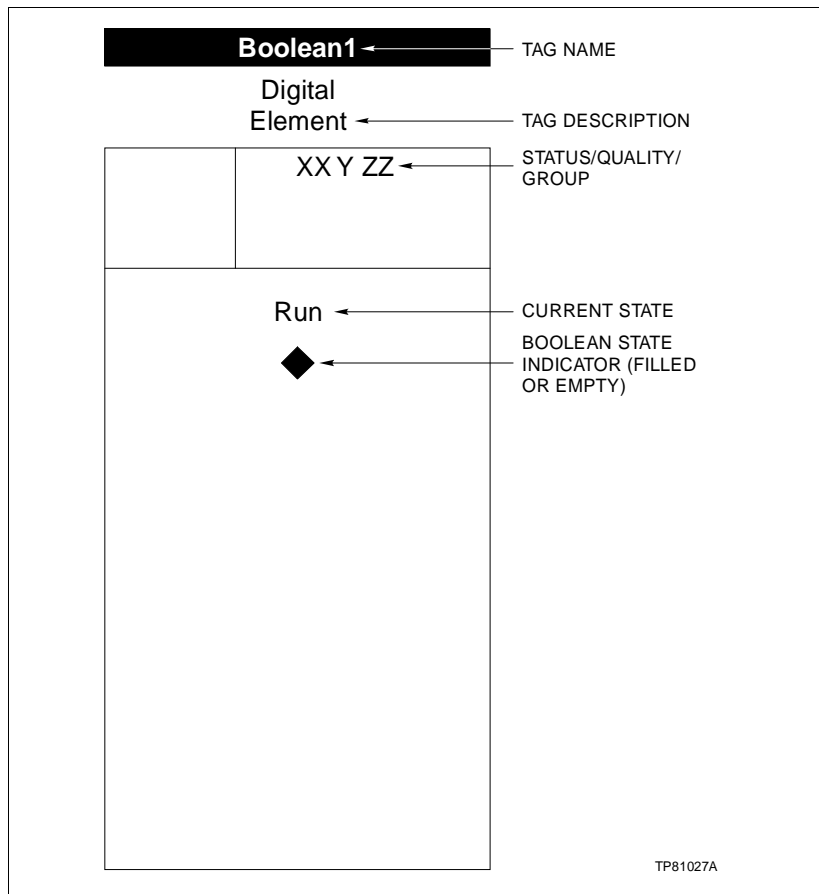 Boolean1
TAG NAME
Digital
Element
TAG DESCRIPTION
XX Y ZZ
STATUS/QUALITY/
GROUP
Run
CURRENT STATE
BOOLEAN STATE
INDICATOR (FILLED
OR EMPTY)
TP81027A